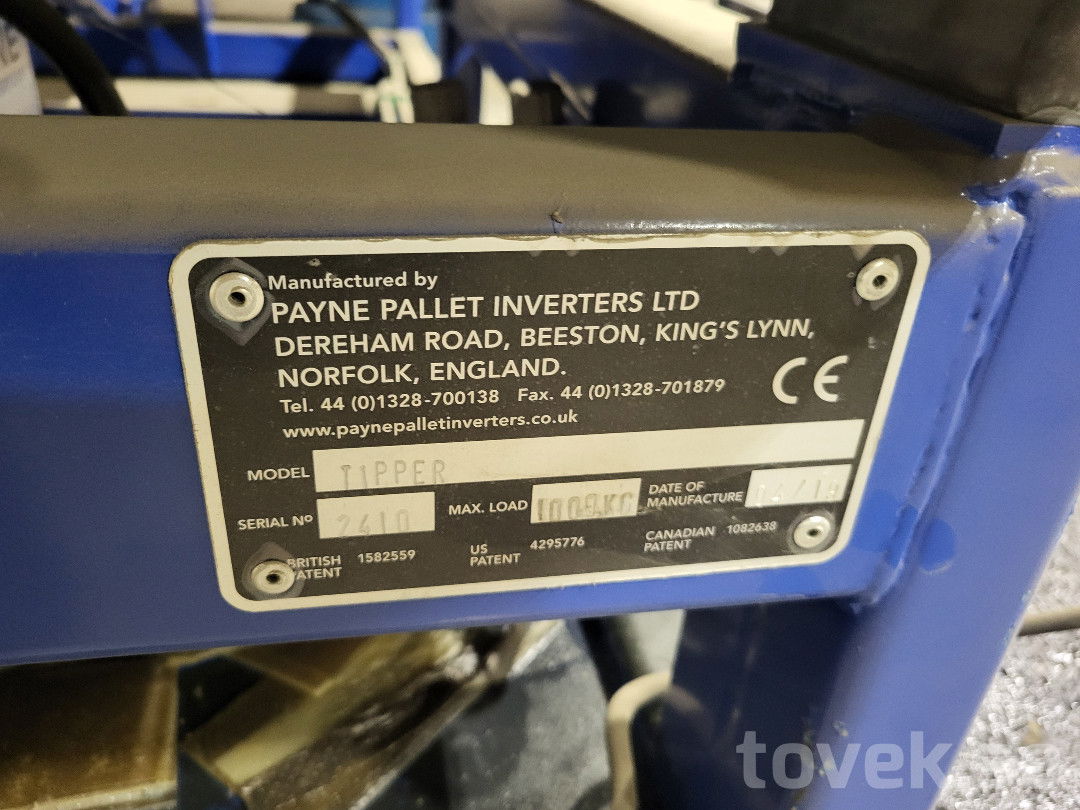 Manufactured by
PAYNE PALLET INVERTERS LTD
DEREHAM ROAD, BEESTON, KING'S LYNN,
NORFOLK, ENGLAND.
Tel. 44 (0)1328-700138 Fax. 44 (0)1328-701879
www.paynepalletinverters.co.uk
CE
MODEL TIPPER
SERIAL Nº 2410 MAX. LOAD DATE OF MANUFACTURE
BRITISH PATENT 1582559 US PATENT 4295776 CANADIAN PATENT 1082638